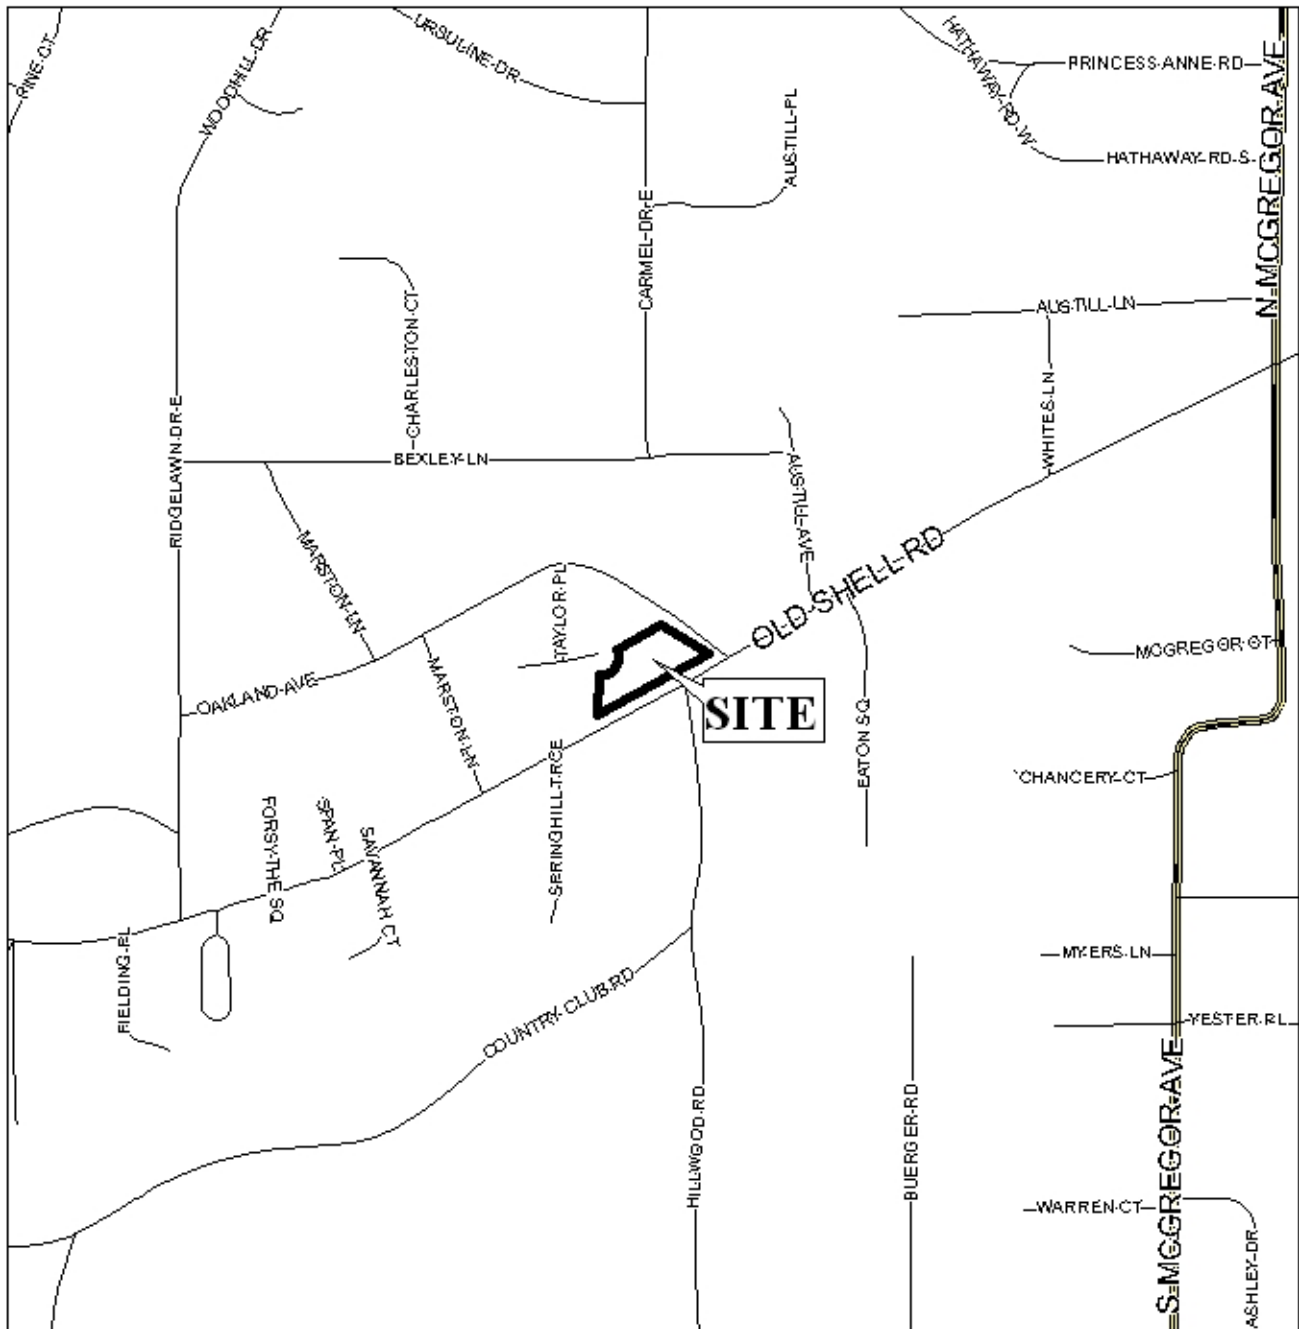 PINE CT
WOODHILL DR
URSULINE DR
HATHAWAY RD W
PRINCESS ANNE RD
N MCGREGOR AVE
AUSTILL PL
HATHAWAY RD S
CARMEL DR E
CHARLESTON CT
AUSTILL LN
WHITES LN
RIDGELAWN DR E
BEXLEY LN
AUSTILL AVE
MARSTON LN
OLD SHELL RD
TAYLOR PL
OAKLAND AVE
MARSTON LN
MCGREGOR CT
SITE
EATON SQ
SPRINGHILL TRCE
CHANCERY CT
FORSYTHE SQ
SPAN PL
SAVANNAH CT
FIELDING PL
COUNTRY CLUB RD
MYERS LN
YESTER PL
HILLWOOD RD
BUERGER RD
S MCGREGOR AVE
WARREN CT
ASHLEY DR